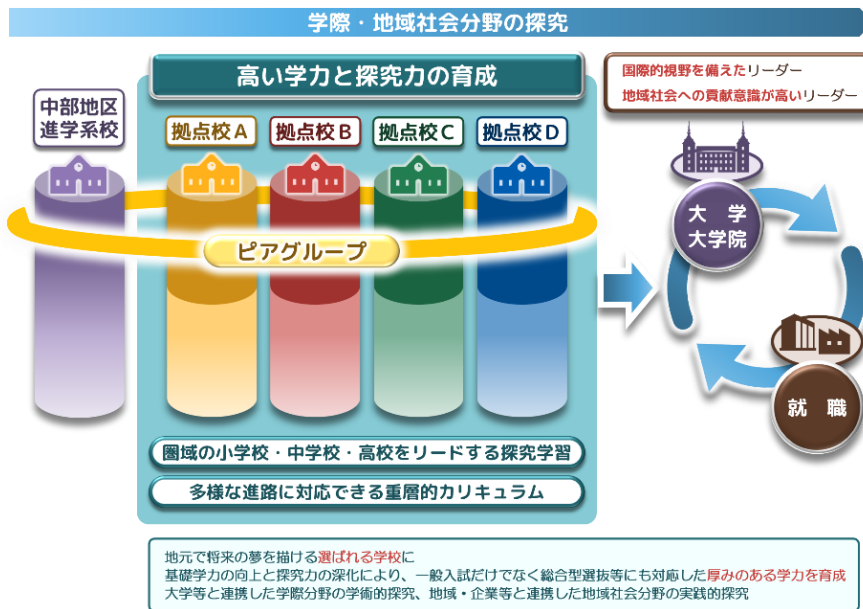 学際・地域社会分野の探究
高い学力と探究力の育成
国際的視野を備えたリーダー
地域社会への貢献意識が高いリーダー
中部地区
進学系校
拠点校A
拠点校B
拠点校C
拠点校D
ピアグループ
大 学
大学院
就 職
圏域の小学校・中学校・高校をリードする探究学習
多様な進路に対応できる重層的カリキュラム
地元で将来の夢を描ける選ばれる学校に
基礎学力の向上と探究力の深化により、一般入試だけでなく総合型選抜等にも対応した厚みのある学力を育成
大学等と連携した学際分野の学術的探究、地域・企業等と連携した地域社会分野の実践的探究